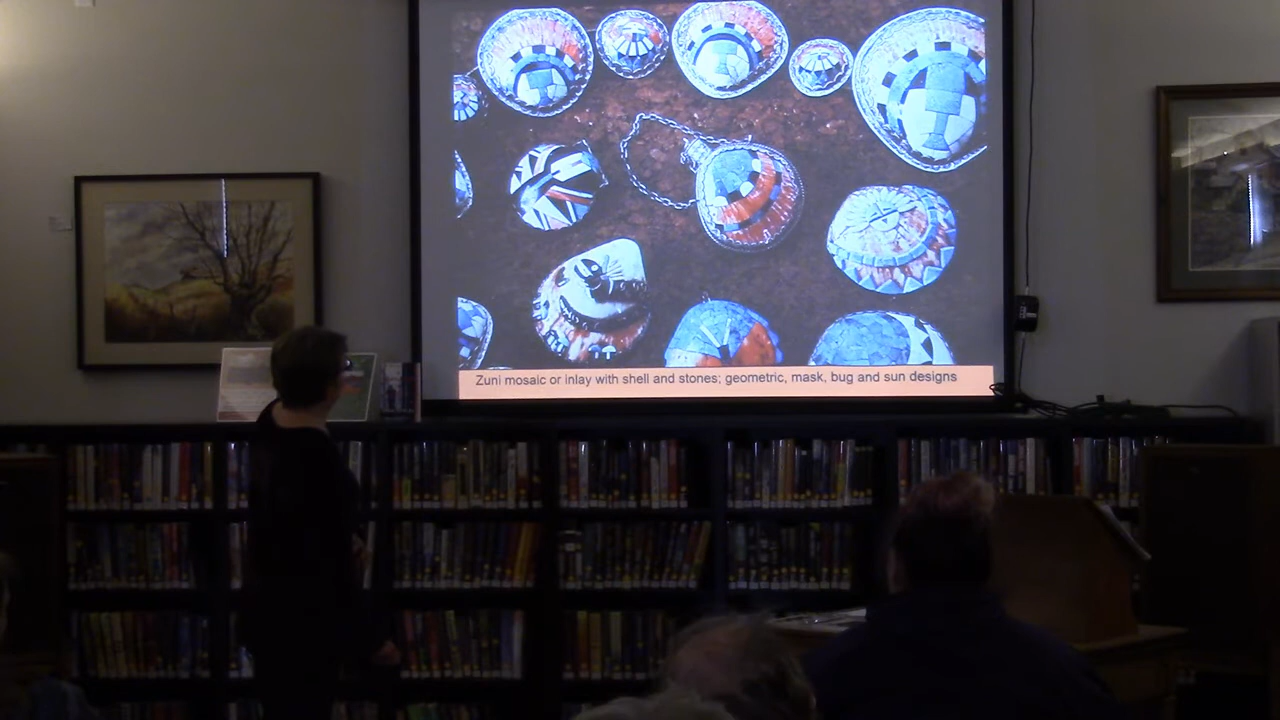 Zuni mosaic or inlay with shell and stones; geometric, mask, bug and sun designs